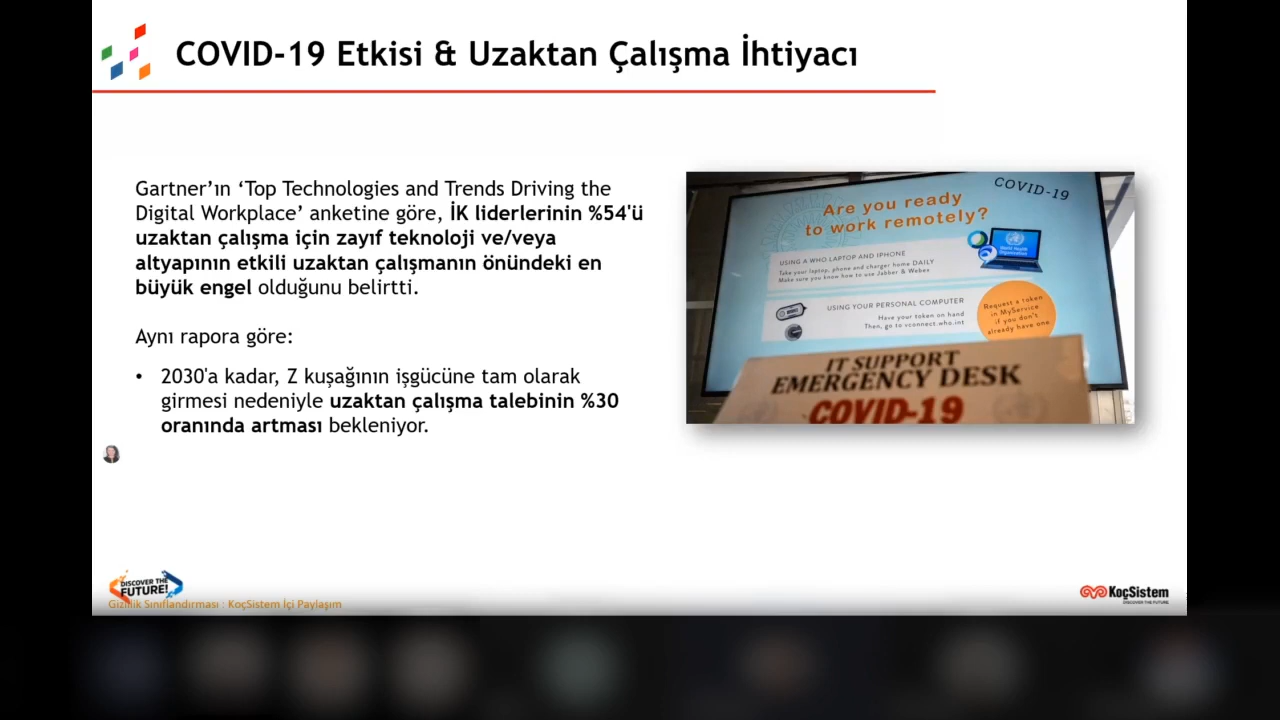 COVID-19 Etkisi & Uzaktan Çalışma İhtiyacı
Gartner’ın ‘Top Technologies and Trends Driving the
Digital Workplace’ anketine göre, İK liderlerinin %54'ü
uzaktan çalışma için zayıf teknoloji ve/veya
altyapının etkili uzaktan çalışmanın önündeki en
büyük engel olduğunu belirtti.
Aynı rapora göre:
• 2030'a kadar, Z kuşağının işgücüne tam olarak
girmesi nedeniyle uzaktan çalışma talebinin %30
oranında artması bekleniyor.
COVID-19
Are you ready
to work remotely?
USING A WHO LAPTOP AND IPHONE
Take your laptop, phone and charger home DAILY
Make sure you know how to use Jabber & Webex
World Health
Organization
USING YOUR PERSONAL COMPUTER
Have your token on hand
Then, go to vconnect.who.int
Request a token
in MyService
if you don't
already have one
IT SUPPORT
EMERGENCY DESK
COVID-19
DISCOVER THE
FUTURE!
Gizlilik Sınıflandırması : KoçSistem İçi Paylaşım
KoçSistem
DISCOVER THE FUTURE